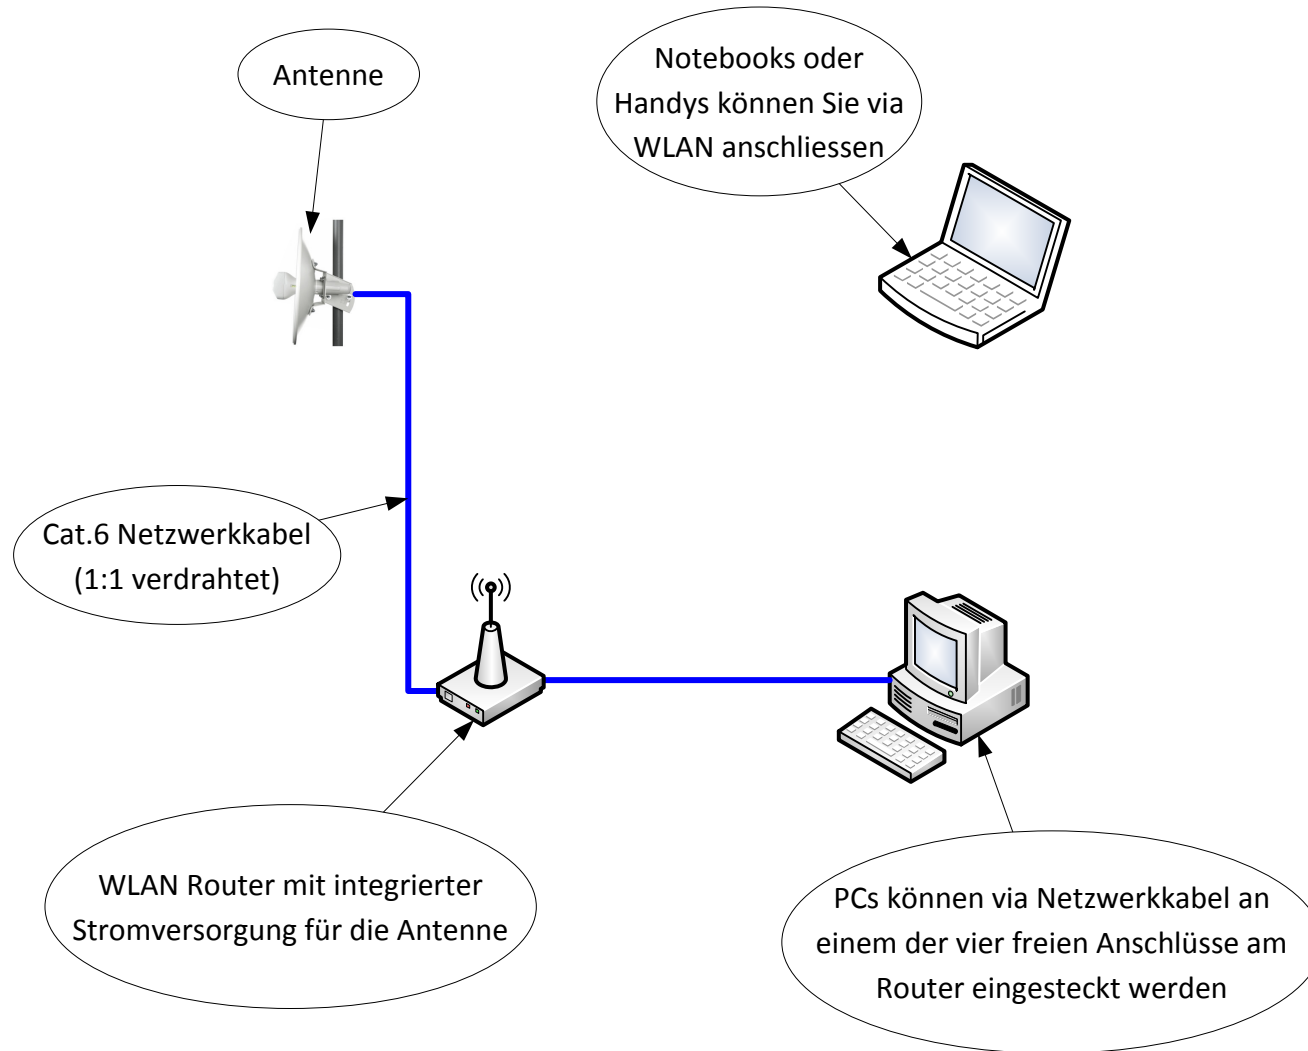 Antenne
Notebooks oder
Handys können Sie via
WLAN anschliessen
Cat.6 Netzwerkkabel
(1:1 verdrahtet)
WLAN Router mit integrierter
Stromversorgung für die Antenne
PCs können via Netzwerkkabel an
einem der vier freien Anschlüsse am
Router eingesteckt werden